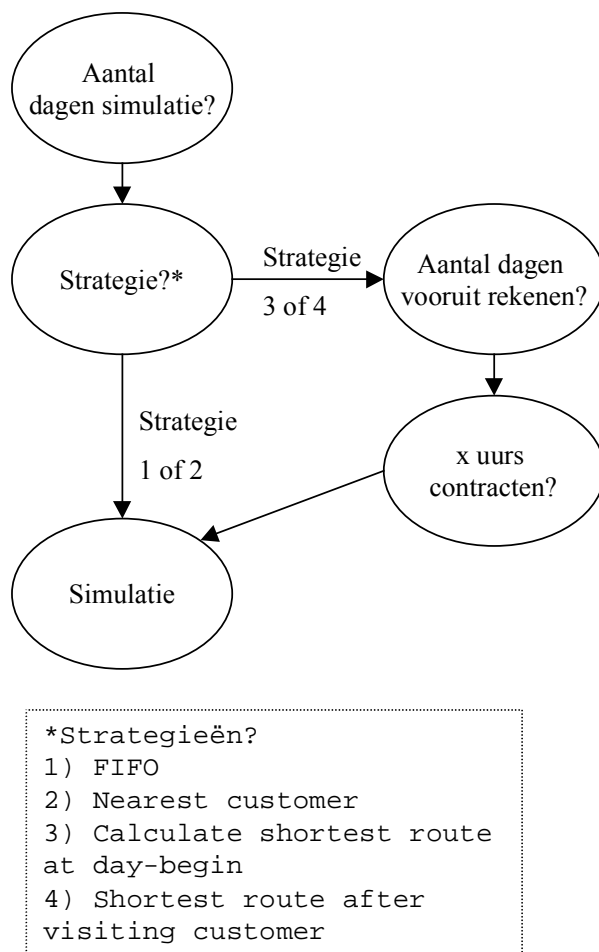 Aantal
dagen simulatie?
Strategie?*
Strategie
3 of 4
Aantal dagen
vooruit rekenen?
Strategie
1 of 2
x uurs
contracten?
Simulatie
*Strategieën?
1) FIFO
2) Nearest customer
3) Calculate shortest route
at day-begin
4) Shortest route after
visiting customer